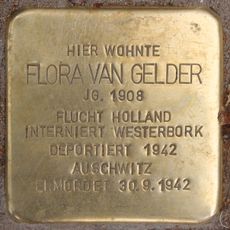 HIER WOHNTE
FLORA VAN GELDER
JG. 1908
FLUCHT HOLLAND
INTERNIERT WESTERBORK
DEPORTIERT 1942
AUSCHWITZ
ERMORDET 30.9.1942